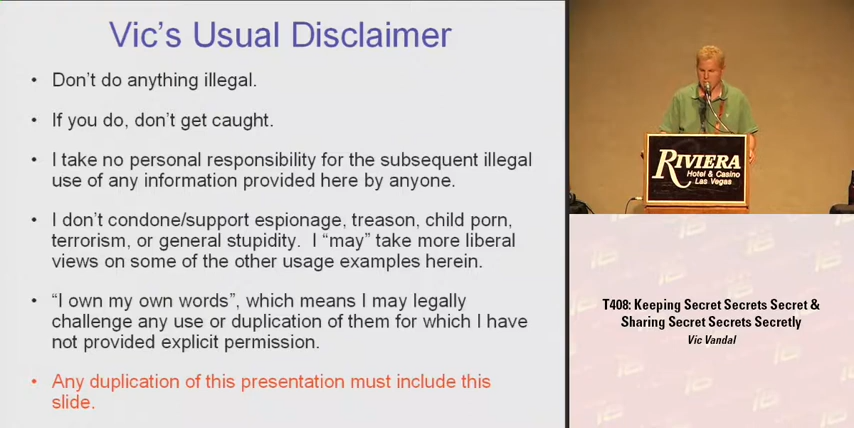 Vic's Usual Disclaimer
• Don't do anything illegal.
• If you do, don't get caught.
• I take no personal responsibility for the subsequent illegal
use of any information provided here by anyone.
• I don't condone/support espionage, treason, child porn,
terrorism, or general stupidity. I "may" take more liberal
views on some of the other usage examples herein.
• "I own my own words", which means I may legally
challenge any use or duplication of them for which I have
not provided explicit permission.
• Any duplication of this presentation must include this
slide.
RIVIERA
Hotel & Casino
Las Vegas
T408: Keeping Secret Secrets Secret &
Sharing Secret Secrets Secretly
Vic Vandal